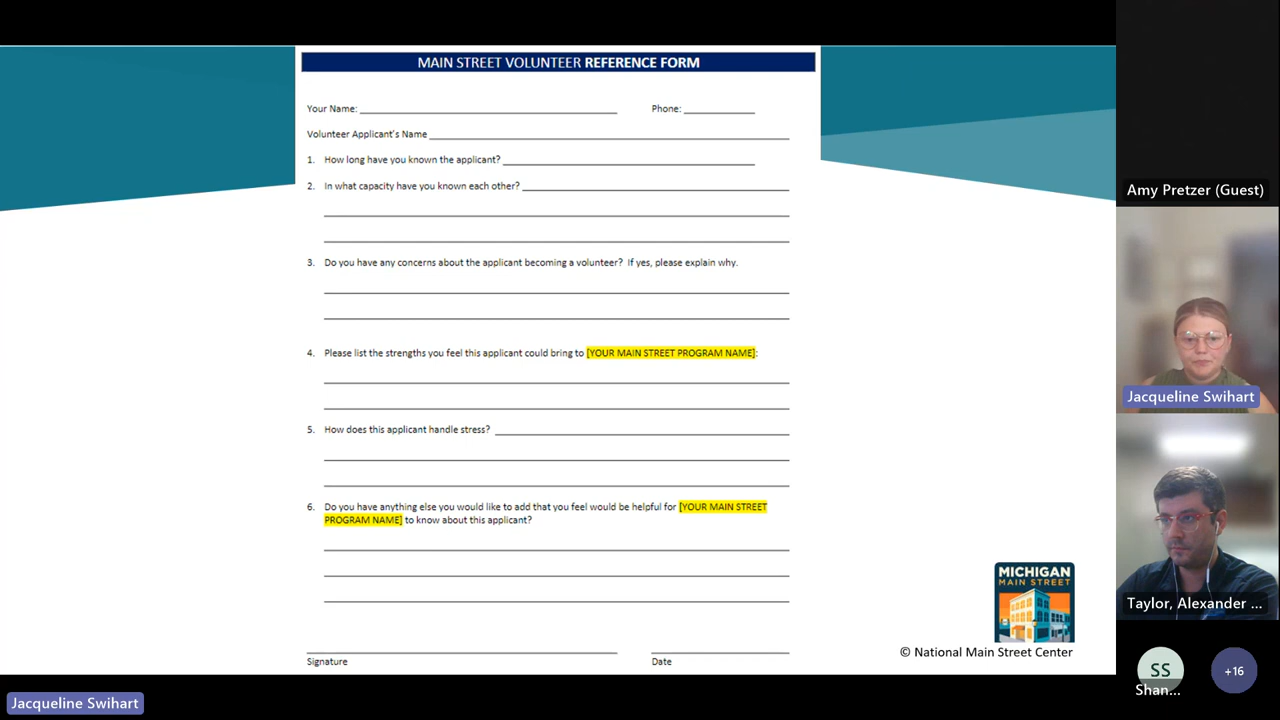 MAIN STREET VOLUNTEER REFERENCE FORM
Your Name: Phone:
Volunteer Applicant's Name
1. How long have you known the applicant?
2. In what capacity have you known each other?
3. Do you have any concerns about the applicant becoming a volunteer? If yes, please explain why.
4. Please list the strengths you feel this applicant could bring to [YOUR MAIN STREET PROGRAM NAME]:
5. How does this applicant handle stress?
6. Do you have anything else you would like to add that you feel would be helpful for [YOUR MAIN STREET
PROGRAM NAME] to know about this applicant?
Signature Date
MICHIGAN
MAIN STREET
© National Main Street Center
Amy Pretzer (Guest)
Jacqueline Swihart
Taylor, Alexander ...
SS
Shan...
+16
Jacqueline Swihart